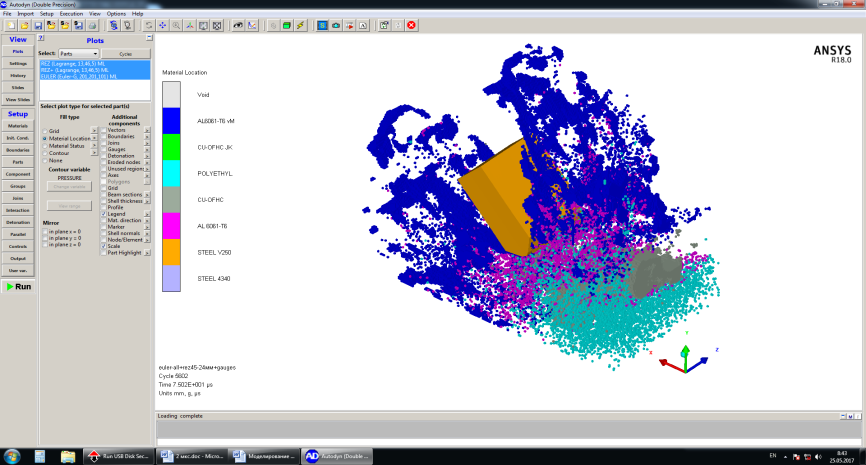 Autodyn (Double Precision)
File Import Setup Execution View Options Help
View
Plots
Settings
History
Slides
View Slides
Setup
Materials
Init. Cond.
Boundaries
Parts
Component
Groups
Joins
Interaction
Detonation
Parallel
Controls
Output
User var.
Run
Plots
Select: Parts Cycles
REZ (Lagrange, 13,46,5) ML
REZ+ (Lagrange, 13,46,5) ML
EULER (Euler-G, 201,201,101) ML
Select plot type for selected part(s)
Fill type
Grid
Material Location
Material Status
Contour
None
Contour variable
PRESSURE
Change variable
Mirror
in plane x = 0
in plane y = 0
in plane z = 0
Additional
components
Vectors
Boundaries
Joins
Gauges
Detonation
Eroded nodes
Unused regions
Axes
Polygons
Grid
Beam sections
Shell thickness
Profile
Legend
Mat. direction
Marker
Shell normals
Node/Element
Scale
Part Highlight
Material Location
Void
AL6061-T6 vM
CU-OFHC JK
POLYETHYL.
CU-OFHC
AL 6061-T6
STEEL V250
STEEL 4340
ANSYS
R18.0
euler-all+rez45-24мм+gauges
Cycle 5602
Time 7.502E+001 µs
Units mm, g, µs
X
Y
Z
Loading complete
Run USB Disk Sec...
2 мкс.doc - Micro...
Моделирование ...
Autodyn (Double ...
EN
8:43
25.05.2017